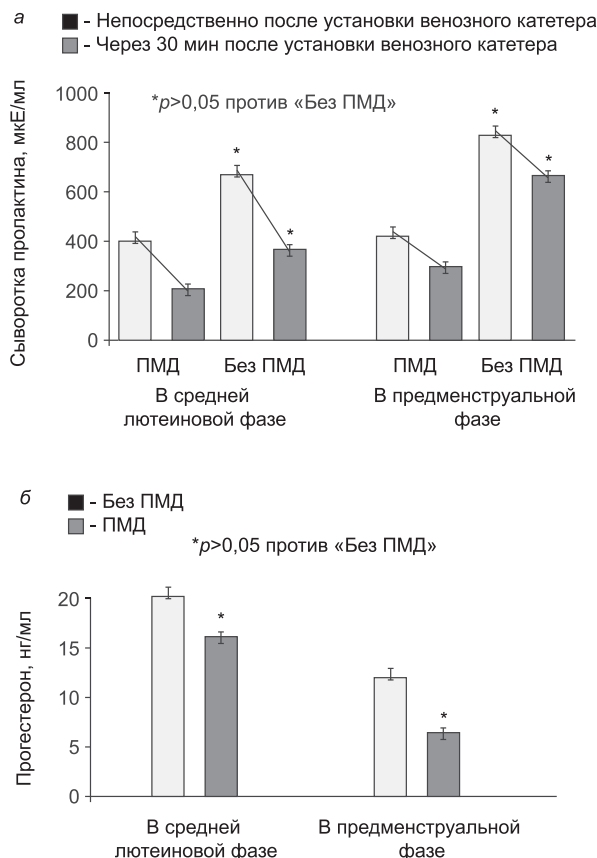 а
■ - Непосредственно после установки венозного катетера
■ - Через 30 мин после установки венозного катетера
Сыворотка пролактина, мкЕ/мл
1000
800
600
400
200
0
*p>0,05 против «Без ПМД»
*
*
*
*
ПМД Без ПМД ПМД Без ПМД
В средней В предменструальной
лютеиновой фазе фазе
б
■ - Без ПМД
■ - ПМД
*p>0,05 против «Без ПМД»
Прогестерон, нг/мл
20
15
10
5
0
*
*
В средней В предменструальной
лютеиновой фазе фазе